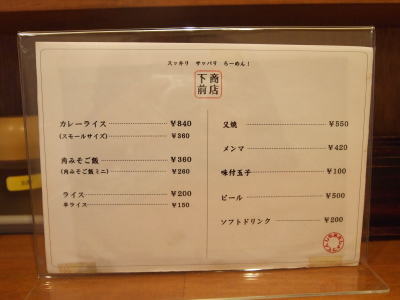 スッキリ サッパリ らーめん!
下前商店
カレーライス ¥840
(スモールサイズ) ¥360
肉みそご飯 ¥360
(肉みそご飯ミニ) ¥260
ライス ¥200
半ライス ¥150
叉焼 ¥550
メンマ ¥420
味付玉子 ¥100
ビール ¥500
ソフトドリンク ¥200